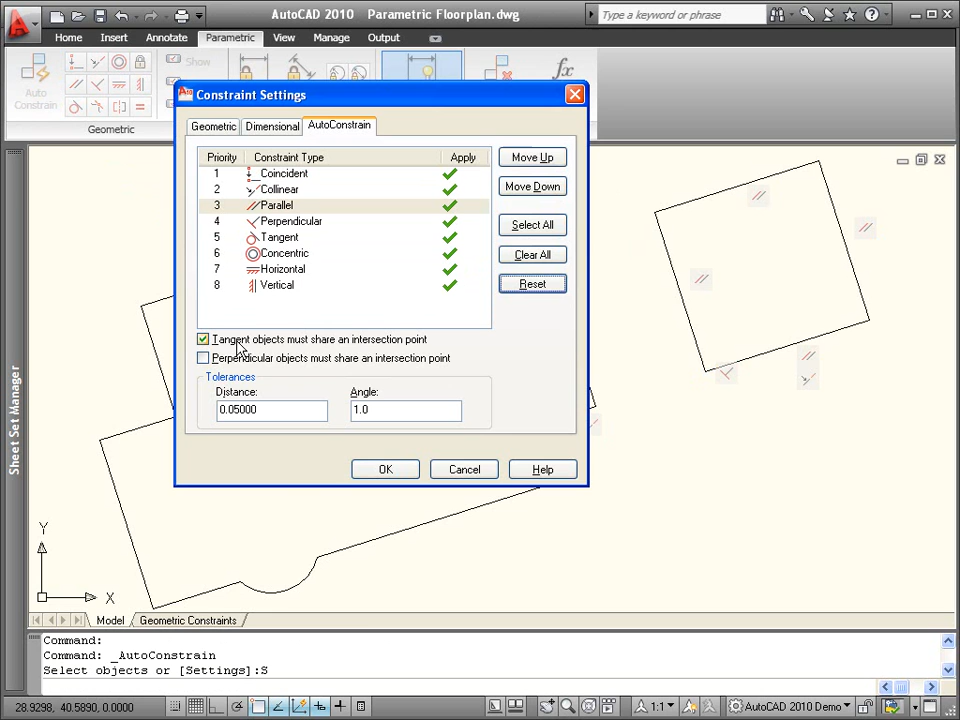 AutoCAD 2010 Parametric Floorplan.dwg
Type a keyword or phrase
Home Insert Annotate Parametric View Manage Output
Show
Auto Constrain
fx
Geometric
Constraint Settings
Geometric Dimensional AutoConstrain
Priority Constraint Type Apply
1 Coincident
2 Collinear
3 Parallel
4 Perpendicular
5 Tangent
6 Concentric
7 Horizontal
8 Vertical
Move Up
Move Down
Select All
Clear All
Reset
Tangent objects must share an intersection point
Perpendicular objects must share an intersection point
Tolerances
Distance: Angle:
0.05000 1.0
OK Cancel Help
Sheet Set Manager
Y
X
Model Geometric Constraints
Command:
Command: _AutoConstrain
Select objects or [Settings]:S
28.9298, 40.5890, 0.0000
1:1
AutoCAD 2010 Demo